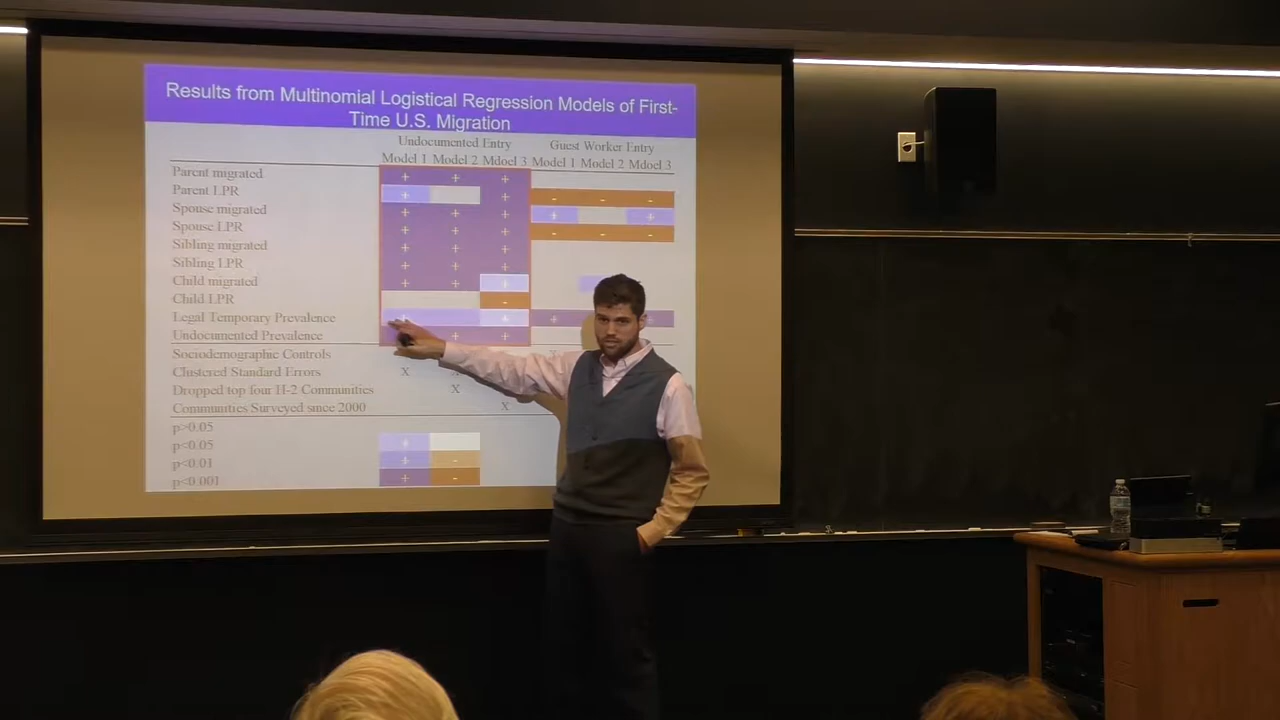 Results from Multinomial Logistical Regression Models of First-
Time U.S. Migration
Undocumented Entry Guest Worker Entry
Model 1 Model 2 Mdoel 3 Model 1 Model 2 Mdoel 3
Parent migrated + + +
Parent LPR + + - - -
Spouse migrated + + + + +
Spouse LPR + + + - - -
Sibling migrated + + +
Sibling LPR + + +
Child migrated + + +
Child LPR -
Legal Temporary Prevalence + +
Undocumented Prevalence + +
Sociodemographic Controls
Clustered Standard Errors X
Dropped top four H-2 Communities X
Communities Surveyed since 2000 X
p>0.05
p<0.05 +
p<0.01 + -
p<0.001 + -